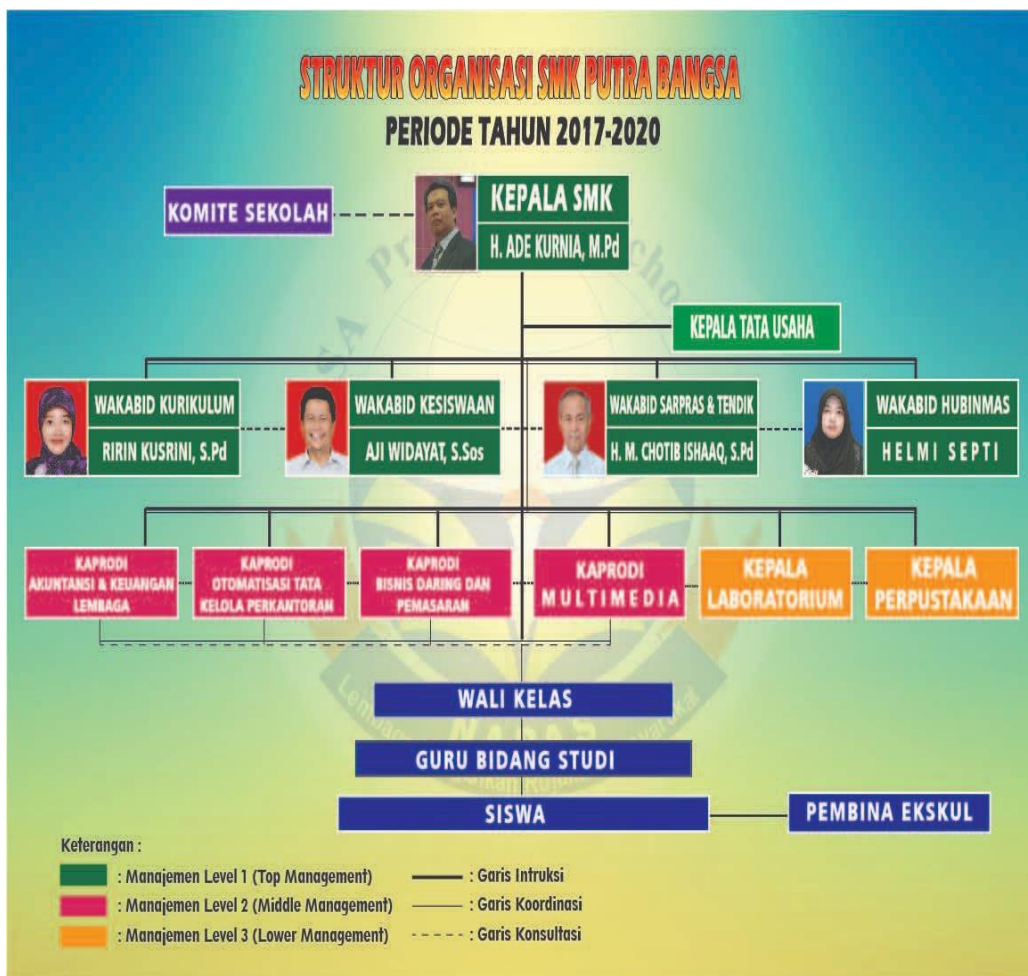 STRUKTUR ORGANISASI SMK PUTRA BANGSA
PERIODE TAHUN 2017-2020
KOMITE SEKOLAH
KEPALA SMK
H. ADE KURNIA, M.Pd
KEPALA TATA USAHA
WAKABID KURIKULUM
RIRIN KUSRINI, S.Pd
WAKABID KESISWAAN
AJI WIDAYAT, S.Sos
WAKABID SARPRAS & TENDIK
H. M. CHOTIB ISHAAQ, S.Pd
WAKABID HUBINMAS
HELMI SEPTI
KAPRODI
AKUNTANSI & KEUANGAN
LEMBAGA
KAPRODI
OTOMATISASI TATA
KELOLA PERKANTORAN
KAPRODI
BISNIS DARING DAN
PEMASARAN
KAPRODI
MULTIMEDIA
KEPALA
LABORATORIUM
KEPALA
PERPUSTAKAAN
WALI KELAS
GURU BIDANG STUDI
SISWA
PEMBINA EKSKUL
Keterangan :
: Manajemen Level 1 (Top Management)
: Manajemen Level 2 (Middle Management)
: Manajemen Level 3 (Lower Management)
: Garis Intruksi
: Garis Koordinasi
: Garis Konsultasi